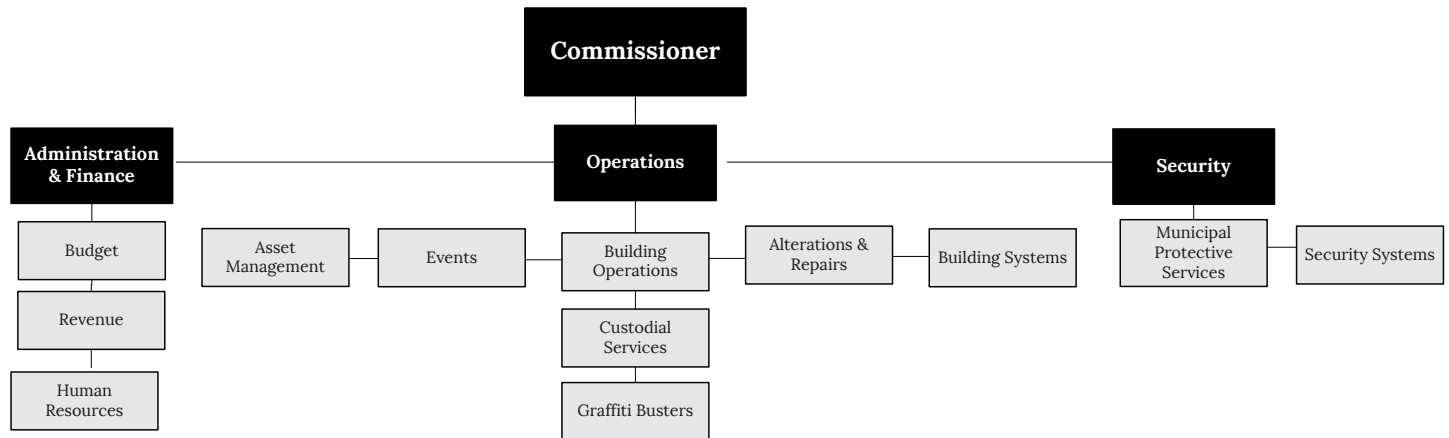 Commissioner
Administration
& Finance
Operations
Security
Budget
Revenue
Human
Resources
Asset
Management
Events
Building
Operations
Alterations &
Repairs
Building Systems
Custodial
Services
Graffiti Busters
Municipal
Protective
Services
Security Systems